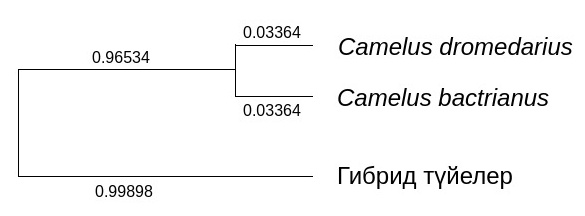 0.03364
Camelus dromedarius
0.96534
Camelus bactrianus
0.03364
Гибрид түйелер
0.99898